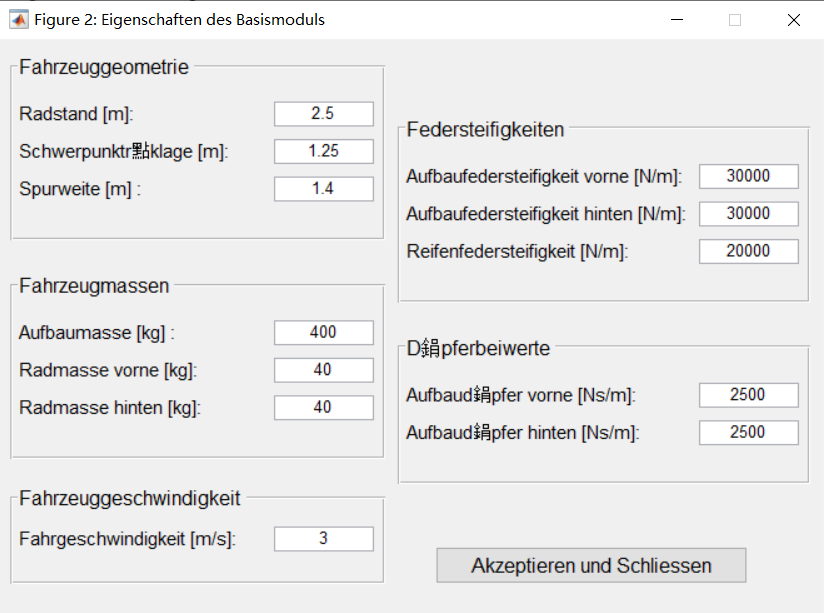 Figure 2: Eigenschaften des Basismoduls
Fahrzeuggeometrie
Radstand [m]:
2.5
Schwerpunktr點klage [m]:
1.25
Spurweite [m] :
1.4
Fahrzeugmassen
Aufbaumasse [kg] :
400
Radmasse vorne [kg]:
40
Radmasse hinten [kg]:
40
Fahrzeuggeschwindigkeit
Fahrgeschwindigkeit [m/s]:
3
Federsteifigkeiten
Aufbaufedersteifigkeit vorne [N/m]:
30000
Aufbaufedersteifigkeit hinten [N/m]:
30000
Reifenfedersteifigkeit [N/m]:
20000
D鋗pferbeiwerte
Aufbaud鋗pfer vorne [Ns/m]:
2500
Aufbaud鋗pfer hinten [Ns/m]:
2500
Akzeptieren und Schliessen